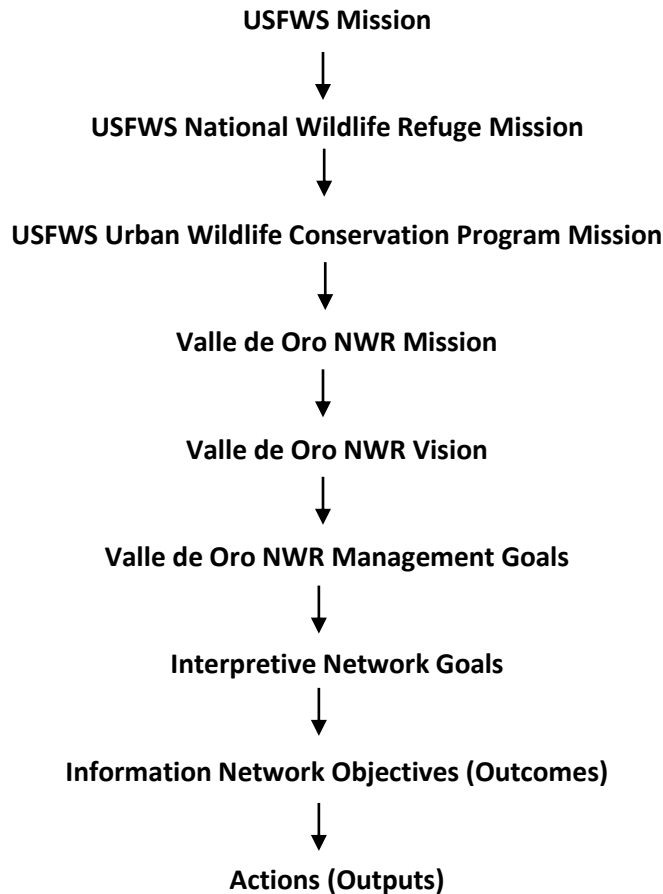 USFWS Mission
USFWS National Wildlife Refuge Mission
USFWS Urban Wildlife Conservation Program Mission
Valle de Oro NWR Mission
Valle de Oro NWR Vision
Valle de Oro NWR Management Goals
Interpretive Network Goals
Information Network Objectives (Outcomes)
Actions (Outputs)